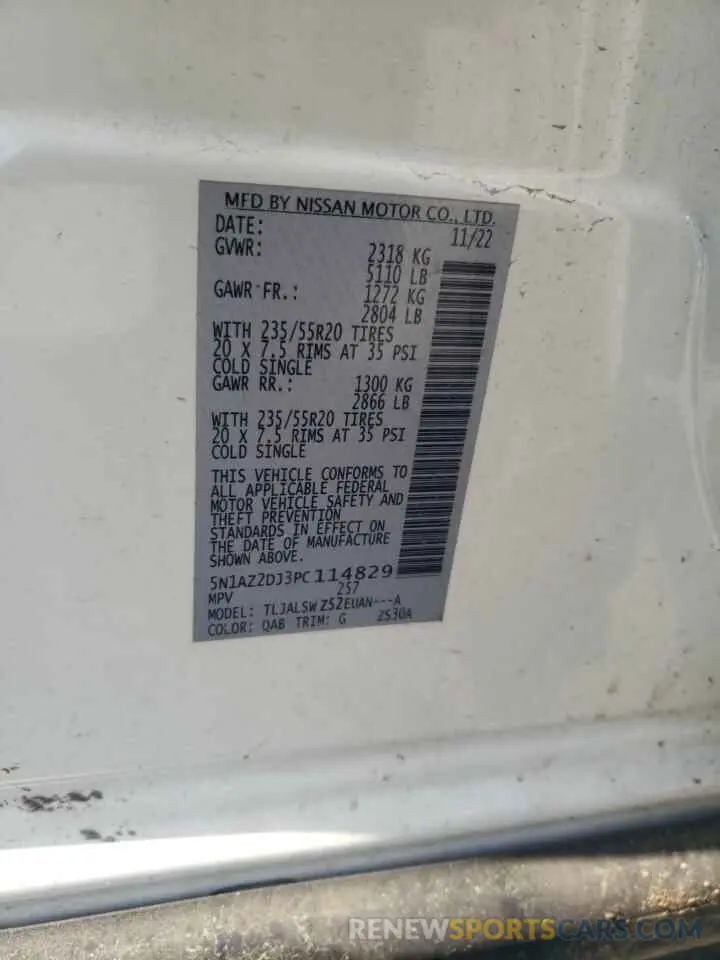 MFD BY NISSAN MOTOR CO., LTD.
DATE: 11/22
GVWR: 2318 KG
5110 LB
GAWR FR.: 1272 KG
2804 LB
WITH 235/55R20 TIRES
20 X 7.5 RIMS AT 35 PSI
COLD SINGLE
GAWR RR.: 1300 KG
2866 LB
WITH 235/55R20 TIRES
20 X 7.5 RIMS AT 35 PSI
COLD SINGLE
THIS VEHICLE CONFORMS TO
ALL APPLICABLE FEDERAL
MOTOR VEHICLE SAFETY AND
THEFT PREVENTION
STANDARDS IN EFFECT ON
THE DATE OF MANUFACTURE
SHOWN ABOVE.
5N1AZ2DJ3PC114829
MPV 257
MODEL: TLJALSWZ52EUAN---A
COLOR: QAB TRIM: G ZS30A
RENEWSPORTSCARS.COM